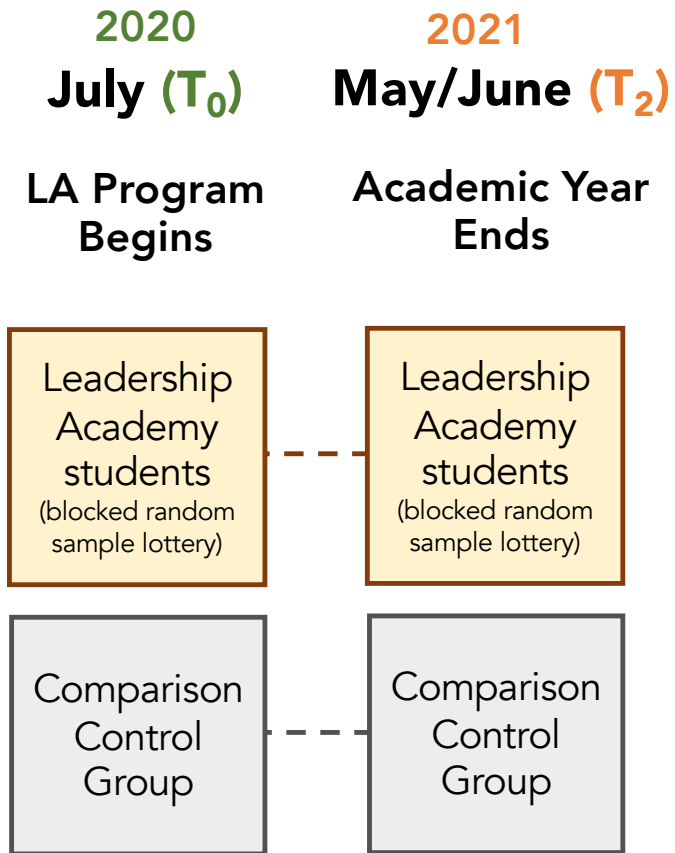 2020
July (T₀)
LA Program
Begins
2021
May/June (T₂)
Academic Year
Ends
Leadership
Academy
students
(blocked random
sample lottery)
Leadership
Academy
students
(blocked random
sample lottery)
Comparison
Control
Group
Comparison
Control
Group